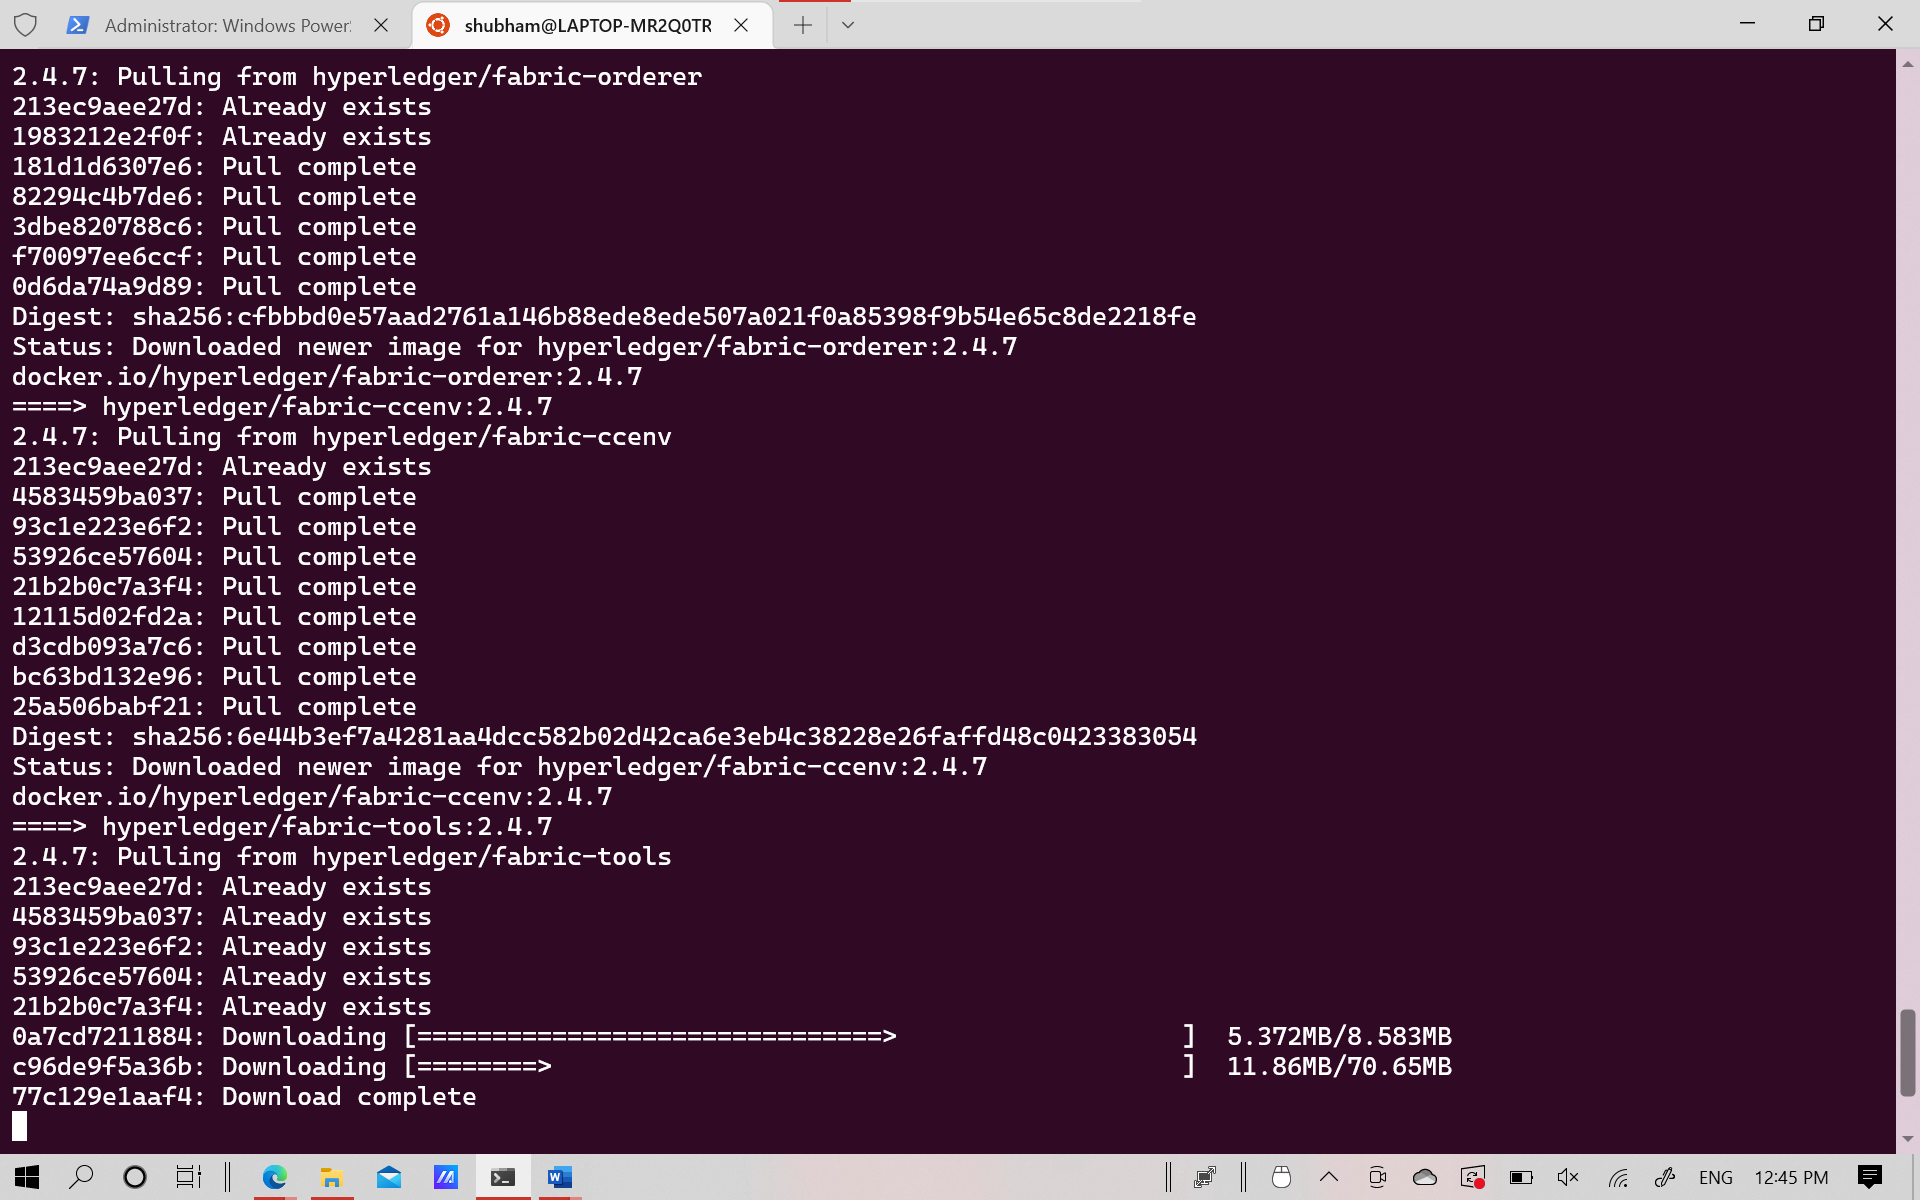 Administrator: Windows Power
shubham@LAPTOP-MR2Q0TR
2.4.7: Pulling from hyperledger/fabric-orderer
213ec9aee27d: Already exists
1983212e2f0f: Already exists
181d1d6307e6: Pull complete
82294c4b7de6: Pull complete
3dbe820788c6: Pull complete
f70097ee6ccf: Pull complete
0d6da74a9d89: Pull complete
Digest: sha256:cfbbbd0e57aad2761a146b88ede8ede507a021f0a85398f9b54e65c8de2218fe
Status: Downloaded newer image for hyperledger/fabric-orderer:2.4.7
docker.io/hyperledger/fabric-orderer:2.4.7
====> hyperledger/fabric-ccenv:2.4.7
2.4.7: Pulling from hyperledger/fabric-ccenv
213ec9aee27d: Already exists
4583459ba037: Pull complete
93c1e223e6f2: Pull complete
53926ce57604: Pull complete
21b2b0c7a3f4: Pull complete
12115d02fd2a: Pull complete
d3cdb093a7c6: Pull complete
bc63bd132e96: Pull complete
25a506babf21: Pull complete
Digest: sha256:6e44b3ef7a4281aa4dcc582b02d42ca6e3eb4c38228e26faffd48c0423383054
Status: Downloaded newer image for hyperledger/fabric-ccenv:2.4.7
docker.io/hyperledger/fabric-ccenv:2.4.7
====> hyperledger/fabric-tools:2.4.7
2.4.7: Pulling from hyperledger/fabric-tools
213ec9aee27d: Already exists
4583459ba037: Already exists
93c1e223e6f2: Already exists
53926ce57604: Already exists
21b2b0c7a3f4: Already exists
0a7cd7211884: Downloading [===============================>                   ]  5.372MB/8.583MB
c96de9f5a36b: Downloading [========>                                          ]  11.86MB/70.65MB
77c129e1aaf4: Download complete
ENG 12:45 PM